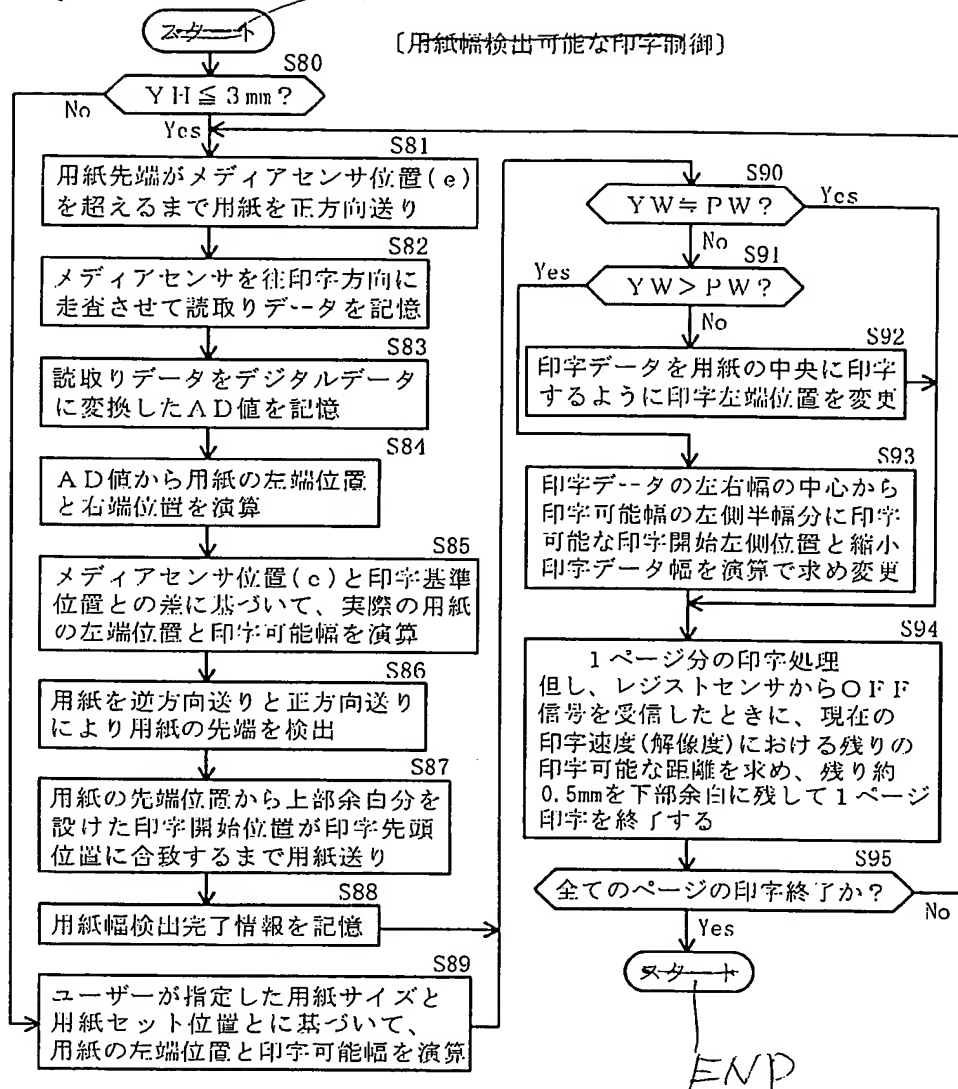 スタート
〔用紙幅検出可能な印字制御〕
S80
YH≦3mm?
No
Yes
S81
用紙先端がメディアセンサ位置(e)
を超えるまで用紙を正方向送り
S82
メディアセンサを往印字方向に
走査させて読取りデータを記憶
S83
読取りデータをデジタルデータ
に変換したAD値を記憶
S84
AD値から用紙の左端位置
と右端位置を演算
S85
メディアセンサ位置(c)と印字基準
位置との差に基づいて、実際の用紙
の左端位置と印字可能幅を演算
S86
用紙を逆方向送りと正方向送り
により用紙の先端を検出
S87
用紙の先端位置から上部余白分を
設けた印字開始位置が印字先頭
位置に合致するまで用紙送り
S88
用紙幅検出完了情報を記憶
S89
ユーザーが指定した用紙サイズと
用紙セット位置とに基づいて、
用紙の左端位置と印字可能幅を演算
S90
YW≒PW?
Yes
No
S91
YW>PW?
Yes
No
S92
印字データを用紙の中央に印字
するように印字左端位置を変更
S93
印字データの左右幅の中心から
印字可能幅の左側半幅分に印字
可能な印字開始左側位置と縮小
印字データ幅を演算で求め変更
S94
1ページ分の印字処理
但し、レジストセンサからOFF
信号を受信したときに、現在の
印字速度(解像度)における残りの
印字可能な距離を求め、残り約
0.5mmを下部余白に残して1ページ
印字を終了する
S95
全てのページの印字終了か?
No
Yes
スタート
END